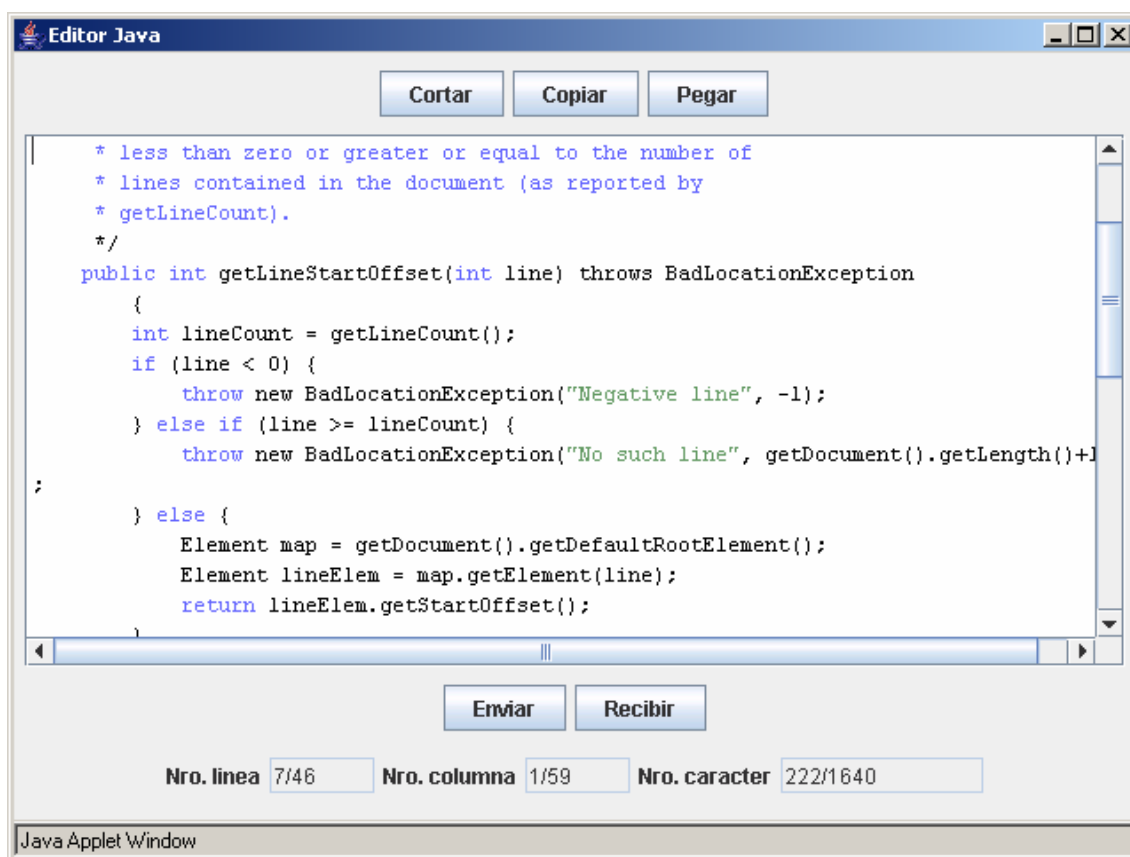 Editor Java
Cortar Copiar Pegar
* less than zero or greater or equal to the number of
* lines contained in the document (as reported by
* getLineCount).
*/
public int getLineStartOffset(int line) throws BadLocationException
{
int lineCount = getLineCount();
if (line < 0) {
throw new BadLocationException("Negative line", -1);
} else if (line >= lineCount) {
throw new BadLocationException("No such line", getDocument().getLength()+1
;
} else {
Element map = getDocument().getDefaultRootElement();
Element lineElem = map.getElement(line);
return lineElem.getStartOffset();
}
Enviar Recibir
Nro. linea 7/46 Nro. columna 1/59 Nro. caracter 222/1640
Java Applet Window